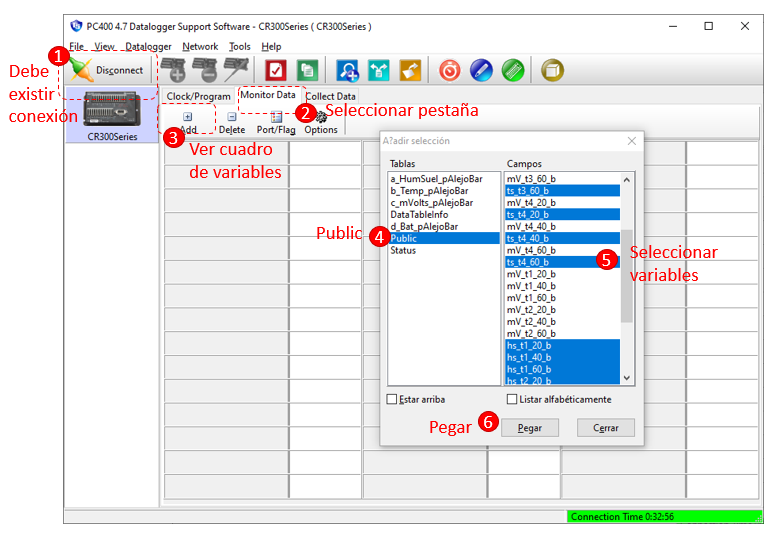 PC400 4.7 Datalogger Support Software - CR300Series ( CR300Series )
File View Datalogger Network Tools Help
1
Disconnect
Debe
existir
conexión
CR300Series
Clock/Program Monitor Data Collect Data
2 Seleccionar pestaña
Add Delete Port/Flag Options
3
Ver cuadro
de variables
A?adir selección
Tablas
a_HumSuel_pAlejoBar
b_Temp_pAlejoBar
c_mVolts_pAlejoBar
DataTableInfo
d_Bat_pAlejoBar
Public
Status
Public 4
Campos
mV_t3_60_b
ts_t3_60_b
mV_t4_20_b
ts_t4_20_b
mV_t4_40_b
ts_t4_40_b
mV_t4_60_b
ts_t4_60_b
mV_t1_20_b
mV_t1_40_b
mV_t1_60_b
mV_t2_20_b
mV_t2_40_b
mV_t2_60_b
hs_t1_20_b
hs_t1_40_b
hs_t1_60_b
hs_t2_20_b
5 Seleccionar
variables
Estar arriba
Listar alfabéticamente
Pegar 6
Pegar
Cerrar
Connection Time 0:32:56